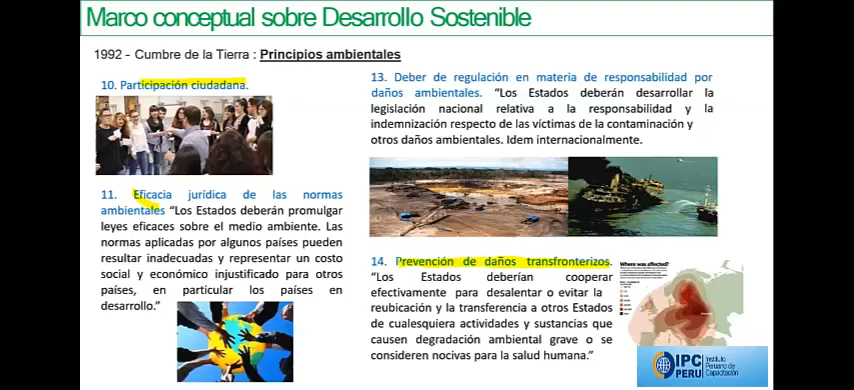 Marco conceptual sobre Desarrollo Sostenible
1992 - Cumbre de la Tierra : Principios ambientales
10. Participación ciudadana.
11. Eficacia jurídica de las normas
ambientales "Los Estados deberán promulgar
leyes eficaces sobre el medio ambiente. Las
normas aplicadas por algunos países pueden
resultar inadecuadas y representar un costo
social y económico injustificado para otros
países, en particular los países en
desarrollo."
13. Deber de regulación en materia de responsabilidad por
daños ambientales. "Los Estados deberán desarrollar la
legislación nacional relativa a la responsabilidad y la
indemnización respecto de las víctimas de la contaminación y
otros daños ambientales. Idem internacionalmente.
14. Prevención de daños transfronterizos.
"Los Estados deberían cooperar
efectivamente para desalentar o evitar la
reubicación y la transferencia a otros Estados
de cualesquiera actividades y sustancias que
causen degradación ambiental grave o se
consideren nocivas para la salud humana."
Where was affected?
IPC
PERU
Instituto
Peruano de
Capacitación